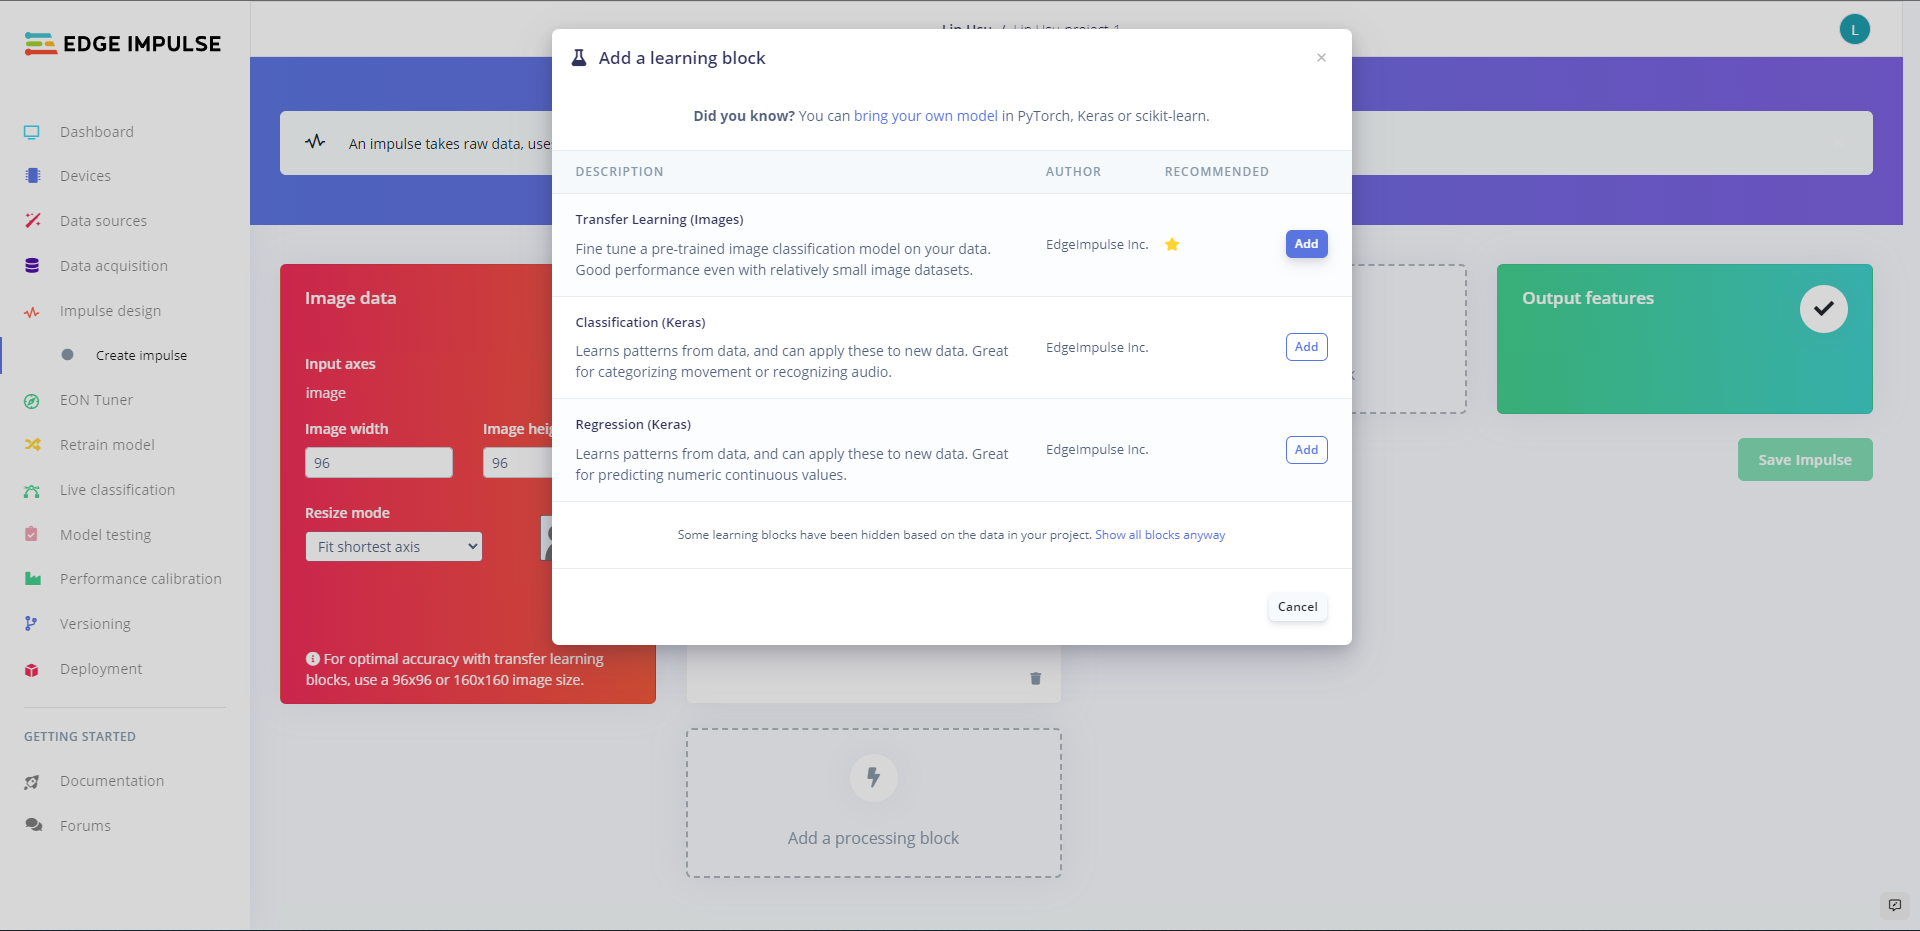 EDGE IMPULSE
Dashboard
Devices
Data sources
Data acquisition
Impulse design
Create impulse
EON Tuner
Retrain model
Live classification
Model testing
Performance calibration
Versioning
Deployment
GETTING STARTED
Documentation
Forums
L
An impulse takes raw data, uses
Image data
Input axes
image
Image width
Image heig
96
96
Resize mode
Fit shortest axis
For optimal accuracy with transfer learning
blocks, use a 96x96 or 160x160 image size.
Add a learning block
×
Did you know? You can bring your own model in PyTorch, Keras or scikit-learn.
DESCRIPTION AUTHOR RECOMMENDED
Transfer Learning (Images)
Fine tune a pre-trained image classification model on your data.
Good performance even with relatively small image datasets.
EdgeImpulse Inc.
Add
Classification (Keras)
Learns patterns from data, and can apply these to new data. Great
for categorizing movement or recognizing audio.
EdgeImpulse Inc.
Add
Regression (Keras)
Learns patterns from data, and can apply these to new data. Great
for predicting numeric continuous values.
EdgeImpulse Inc.
Add
Some learning blocks have been hidden based on the data in your project. Show all blocks anyway
Cancel
Add a processing block
Output features
Save Impulse